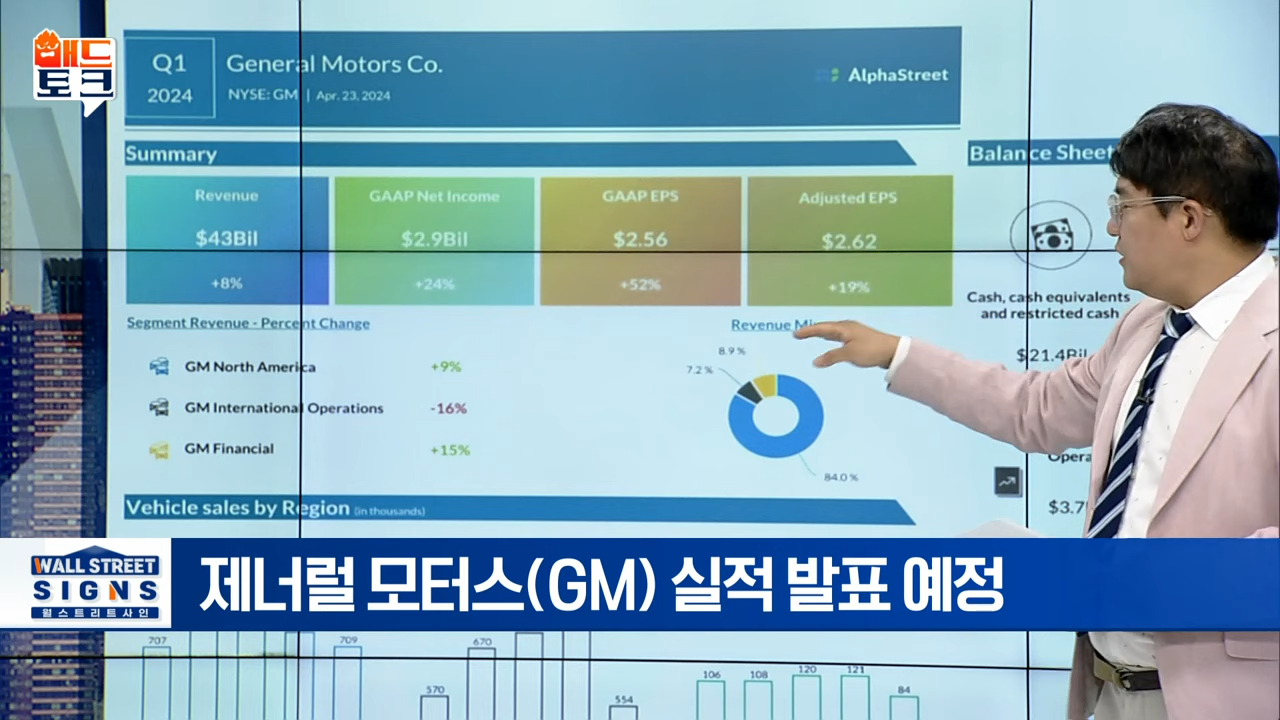 매드
토크
Q1
2024
General Motors Co.
NYSE: GM | Apr. 23, 2024
AlphaStreet
Summary
Balance Sheet
Revenue
$43Bil
+8%
GAAP Net Income
$2.9Bil
+24%
GAAP EPS
$2.56
+52%
Adjusted EPS
$2.62
+19%
Cash, cash equivalents
and restricted cash
$21.4Bil
Segment Revenue - Percent Change
GM North America +9%
GM International Operations -16%
GM Financial +15%
Revenue
8.9 %
7.2 %
84.0 %
Vehicle sales by Region (in thousands)
WALL STREET
SIGNS
월스트리트사인
제너럴 모터스(GM) 실적 발표 예정
707
709
570
670
554
106
108
120
121
84